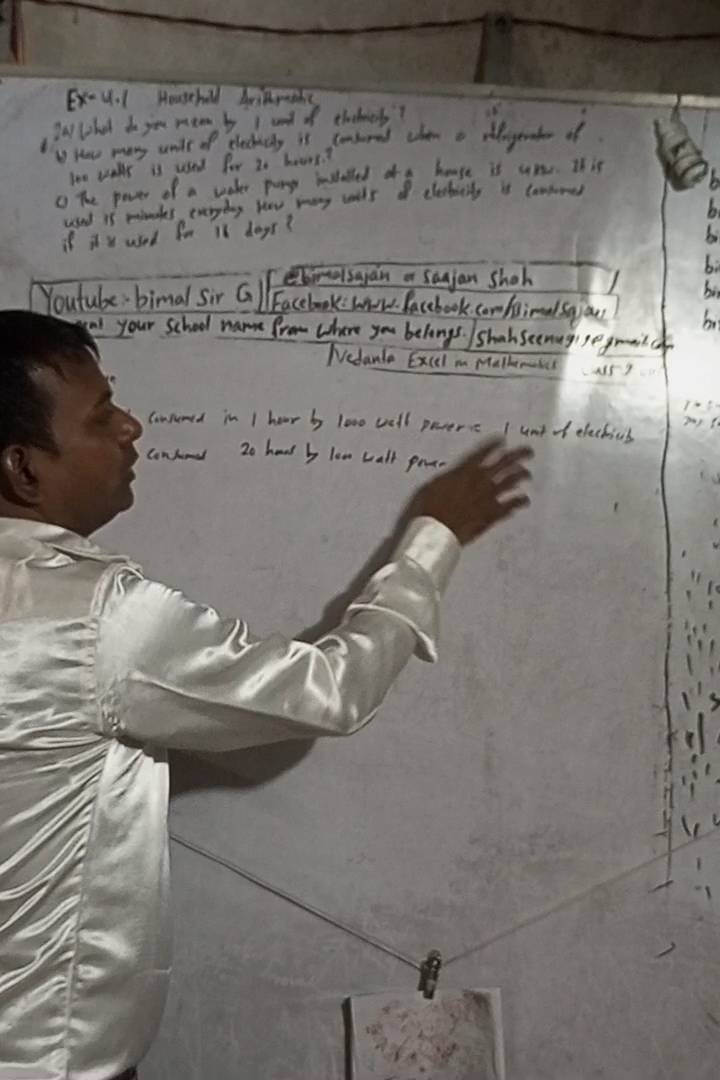 Ex-4.1 Household Arithmetic
2a) What do you mean by 1 unit of electricity?
b) How many units of electricity is consumed when a refrigerator of
100 watts is used for 20 hours?
c) The power of a water pump installed at a house is It is
used 15 minutes everyday How many units of electricity is consumed
if it is used for 16 days?
@bimalsajan or Saajan Shah
Youtube:- bimal Sir G
Facebook: www.facebook.com/Bimalsajan
your School name from where you belongs.
Vedanta Excel in Mathematics class 9
Consumed in 1 hour by 1000 watt power = 1 unit of electricity
Consumed 20 hours by 100 watt power